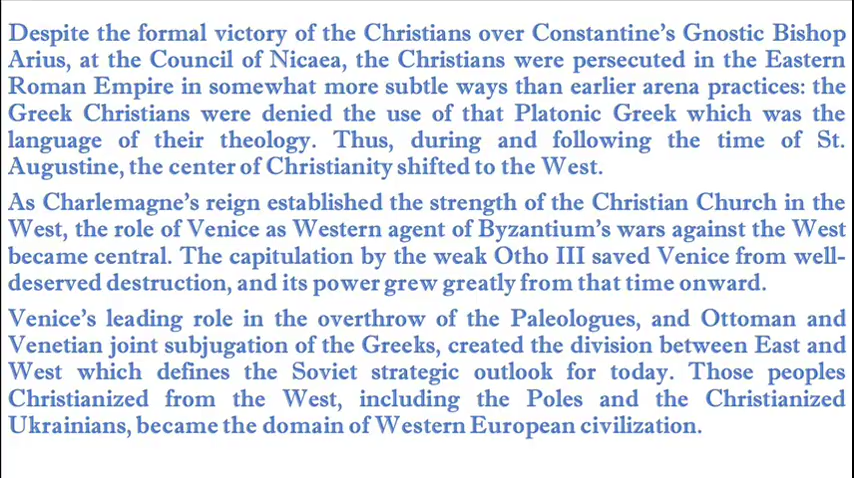 Despite the formal victory of the Christians over Constantine's Gnostic Bishop
Arius, at the Council of Nicaea, the Christians were persecuted in the Eastern
Roman Empire in somewhat more subtle ways than earlier arena practices: the
Greek Christians were denied the use of that Platonic Greek which was the
language of their theology. Thus, during and following the time of St.
Augustine, the center of Christianity shifted to the West.
As Charlemagne's reign established the strength of the Christian Church in the
West, the role of Venice as Western agent of Byzantium's wars against the West
became central. The capitulation by the weak Otho III saved Venice from well-
deserved destruction, and its power grew greatly from that time onward.
Venice's leading role in the overthrow of the Paleologues, and Ottoman and
Venetian joint subjugation of the Greeks, created the division between East and
West which defines the Soviet strategic outlook for today. Those peoples
Christianized from the West, including the Poles and the Christianized
Ukrainians, became the domain of Western European civilization.